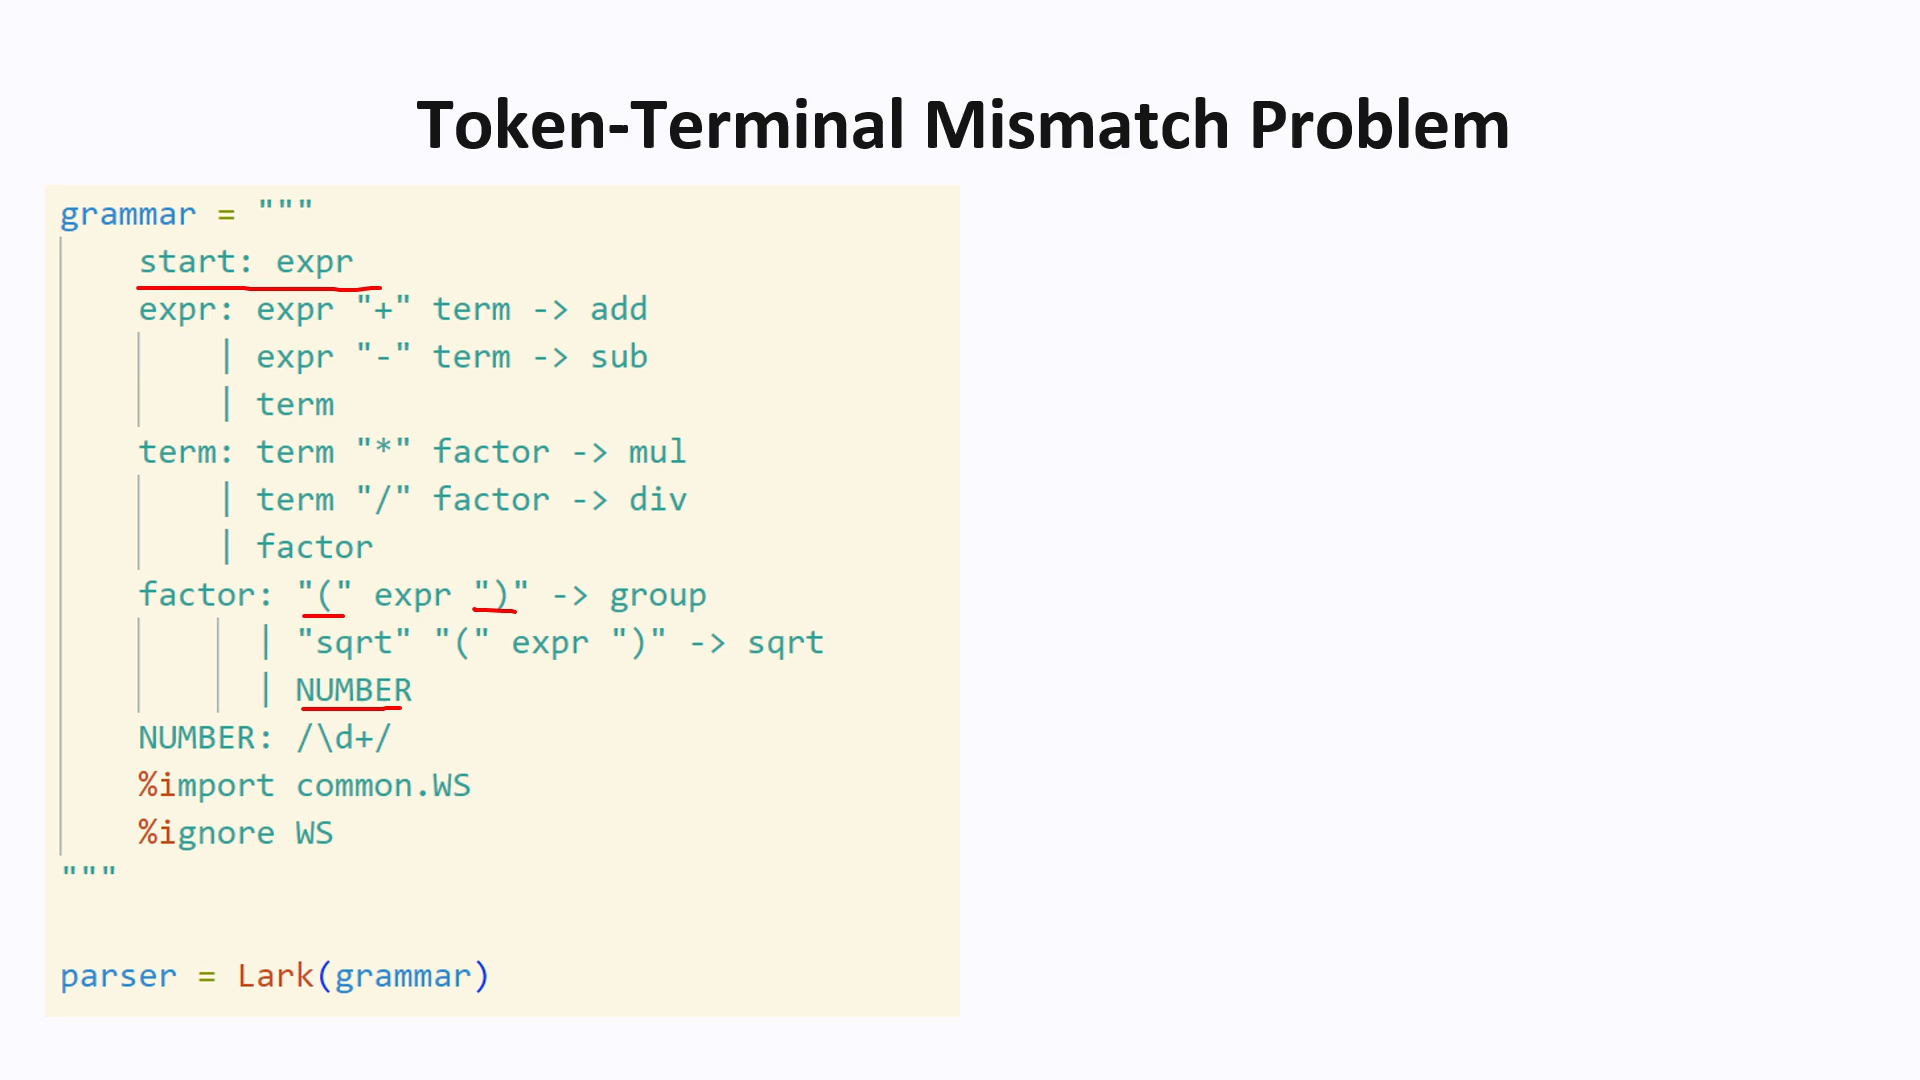 Token-Terminal Mismatch Problem
grammar = """
start: expr
expr: expr "+" term -> add
| expr "-" term -> sub
| term
term: term "*" factor -> mul
| term "/" factor -> div
| factor
factor: "(" expr ")" -> group
| "sqrt" "(" expr ")" -> sqrt
| NUMBER
NUMBER: /\d+/
%import common.WS
%ignore WS
"""
parser = Lark(grammar)